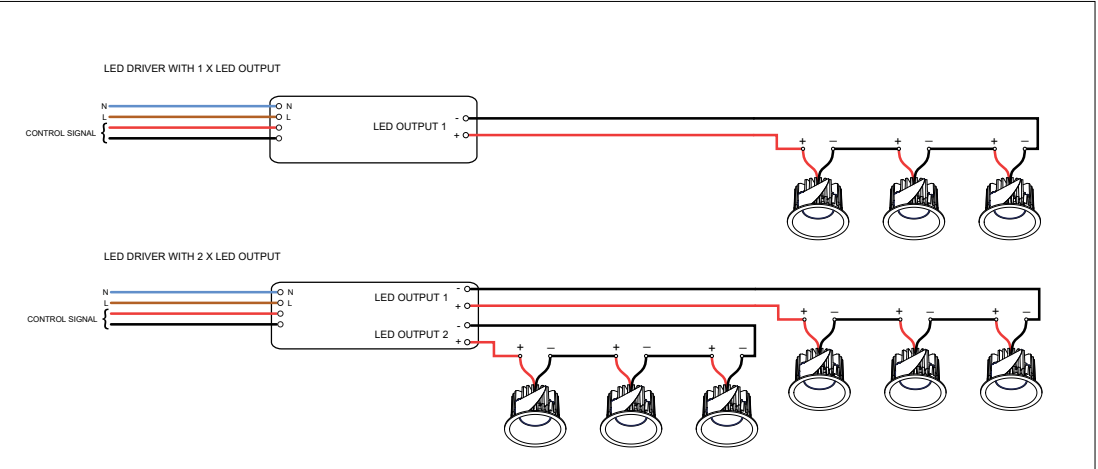 LED DRIVER WITH 1 X LED OUTPUT
N
N
L
L
CONTROL SIGNAL
LED OUTPUT 1
-
+
+ –
+ –
+ –
LED DRIVER WITH 2 X LED OUTPUT
N
N
L
L
CONTROL SIGNAL
LED OUTPUT 1
-
+
+ –
+ –
+ –
LED OUTPUT 2
-
+
+ –
+ –
+ –